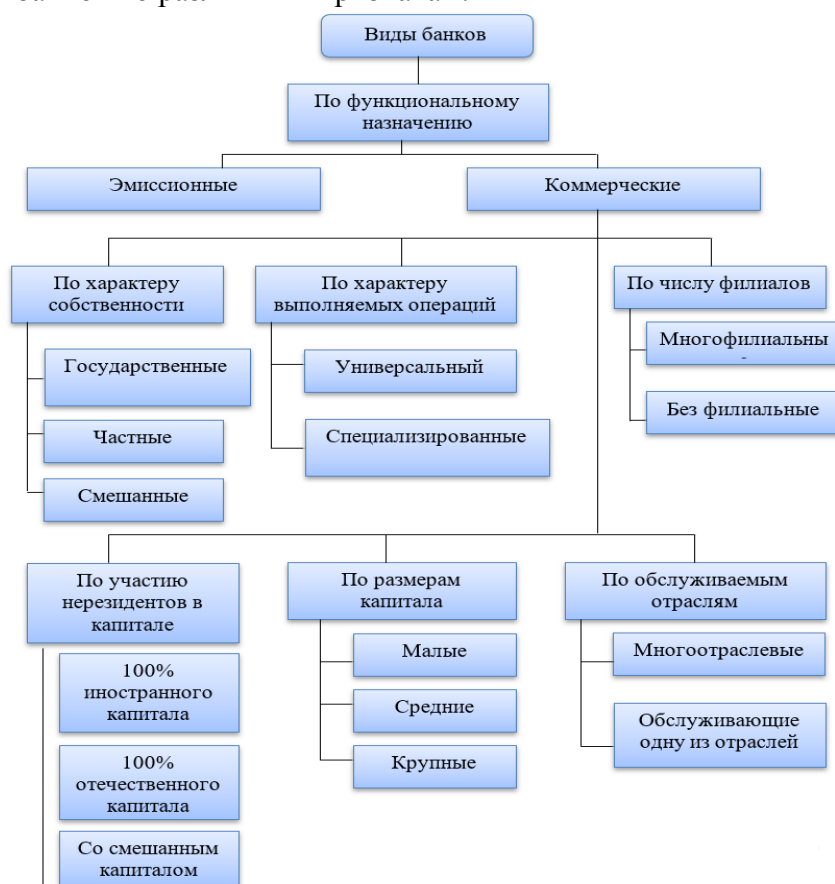 Виды банков
По функциональному
назначению
Эмиссионные
Коммерческие
По характеру
собственности
Государственные
Частные
Смешанные
По характеру
выполняемых операций
Универсальный
Специализированные
По числу филиалов
Многофилиальны
Без филиальные
По участию
нерезидентов в
капитале
100%
иностранного
капитала
100%
отечественного
капитала
Со смешанным
капиталом
По размерам
капитала
Малые
Средние
Крупные
По обслуживаемым
отраслям
Многоотраслевые
Обслуживающие
одну из отраслей